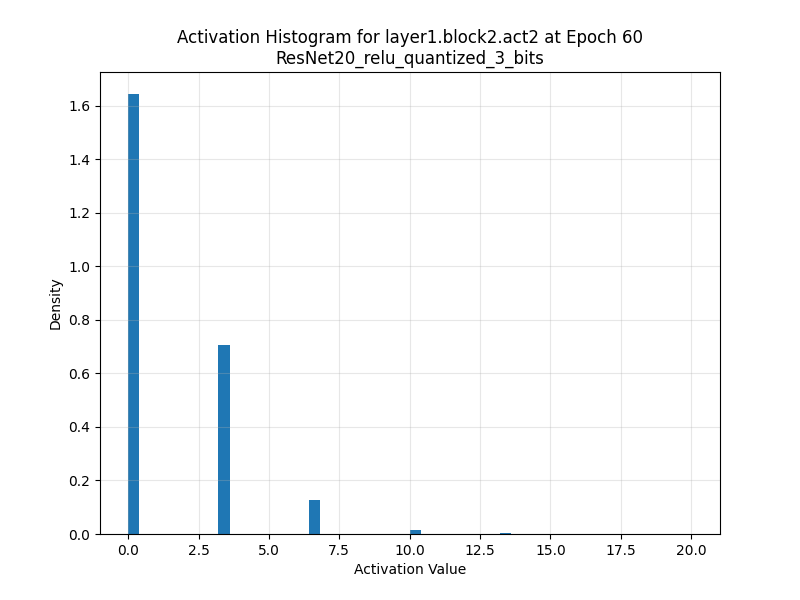 Activation Histogram for layer1.block2.act2 at Epoch 60
ResNet20_relu_quantized_3_bits
1.6
1.4
1.2
1.0
0.8
0.6
0.4
0.2
0.0
Density
0.0 2.5 5.0 7.5 10.0 12.5 15.0 17.5 20.0
Activation Value